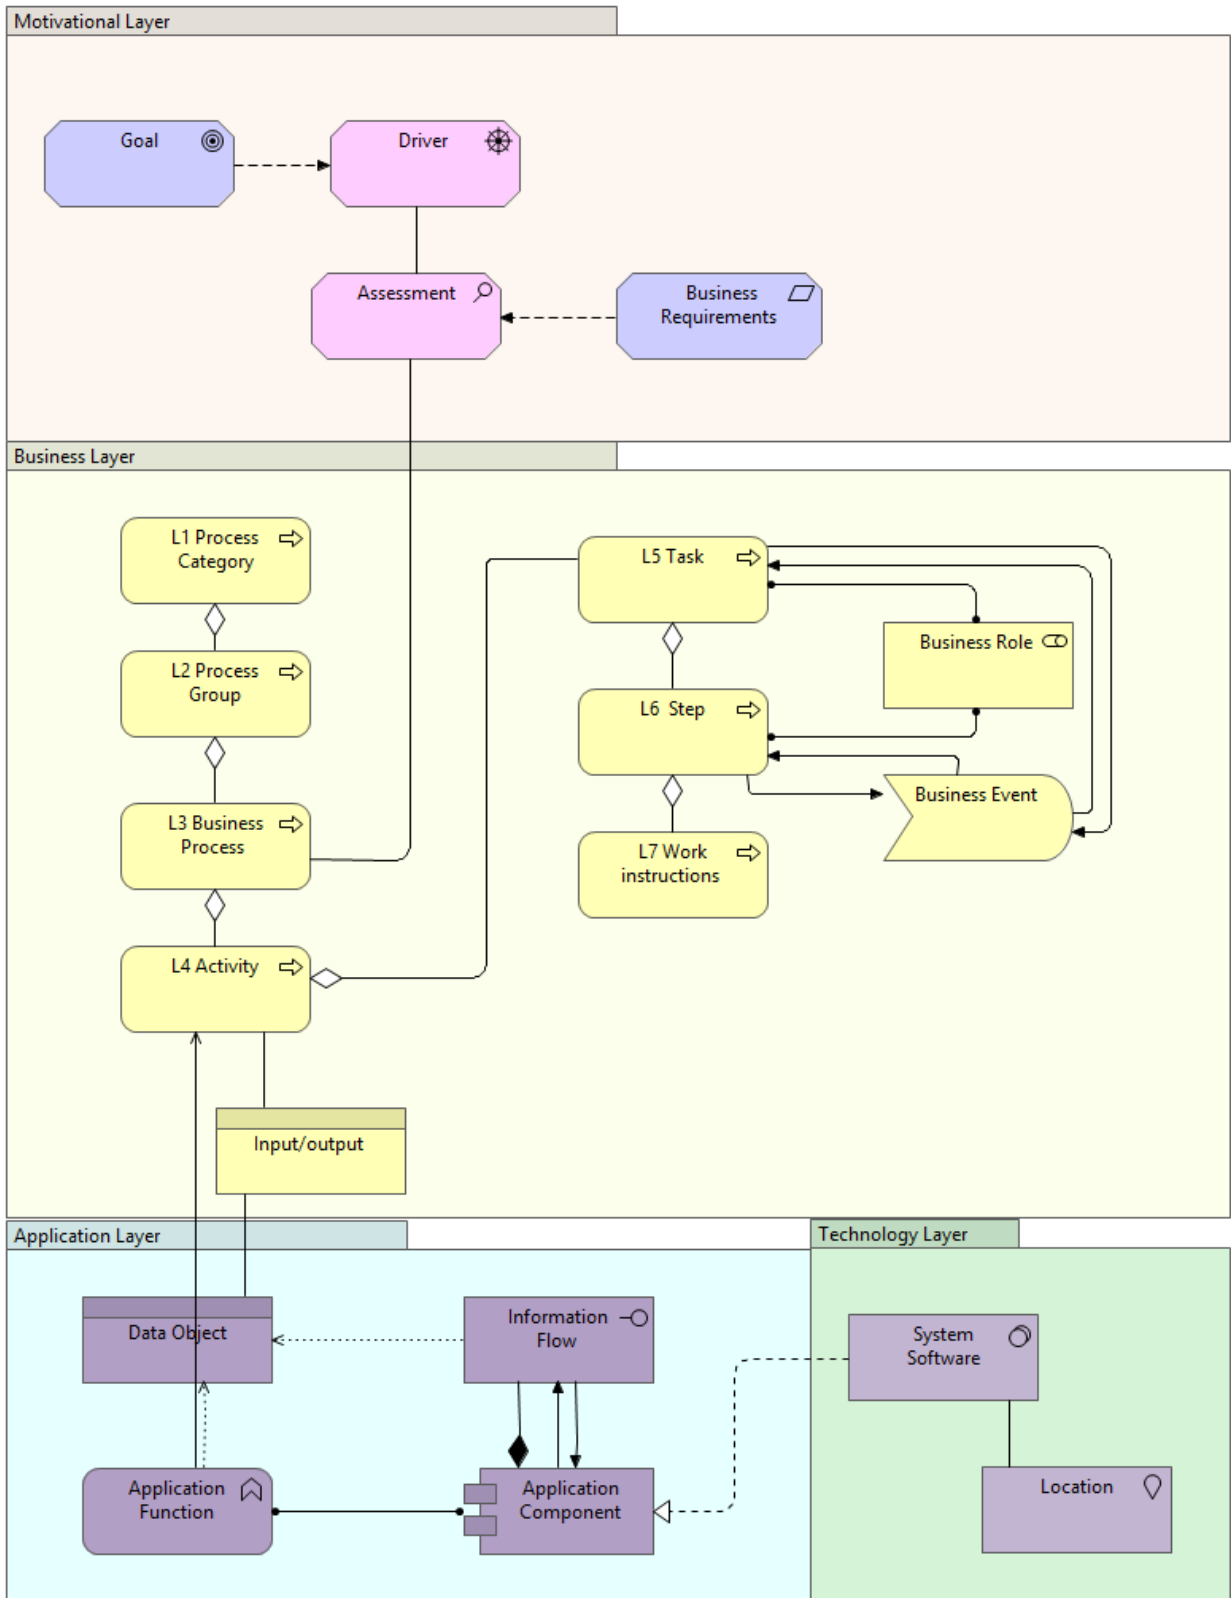 Motivational Layer
Goal
Driver
Assessment
Business
Requirements
Business Layer
L1 Process
Category
L2 Process
Group
L3 Business
Process
L4 Activity
L5 Task
Business Role
L6  Step
Business Event
L7 Work
instructions
Input/output
Application Layer
Data Object
Information
Flow
Application
Function
Application
Component
Technology Layer
System
Software
Location